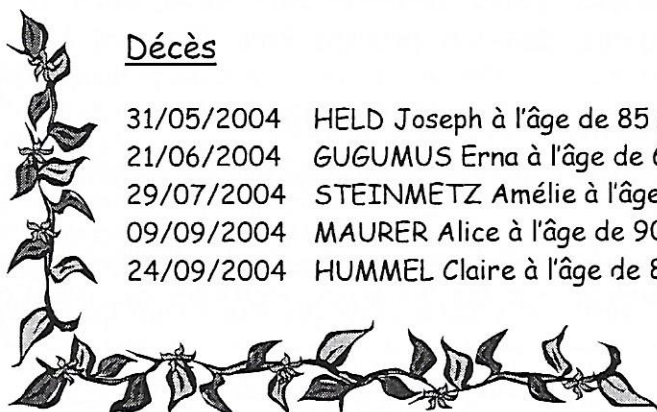 Décès
31/05/2004 HELD Joseph à l'âge de 85
21/06/2004 GUGUMUS Erna à l'âge de
29/07/2004 STEINMETZ Amélie à l'âge
09/09/2004 MAURER Alice à l'âge de 90
24/09/2004 HUMMEL Claire à l'âge de 8